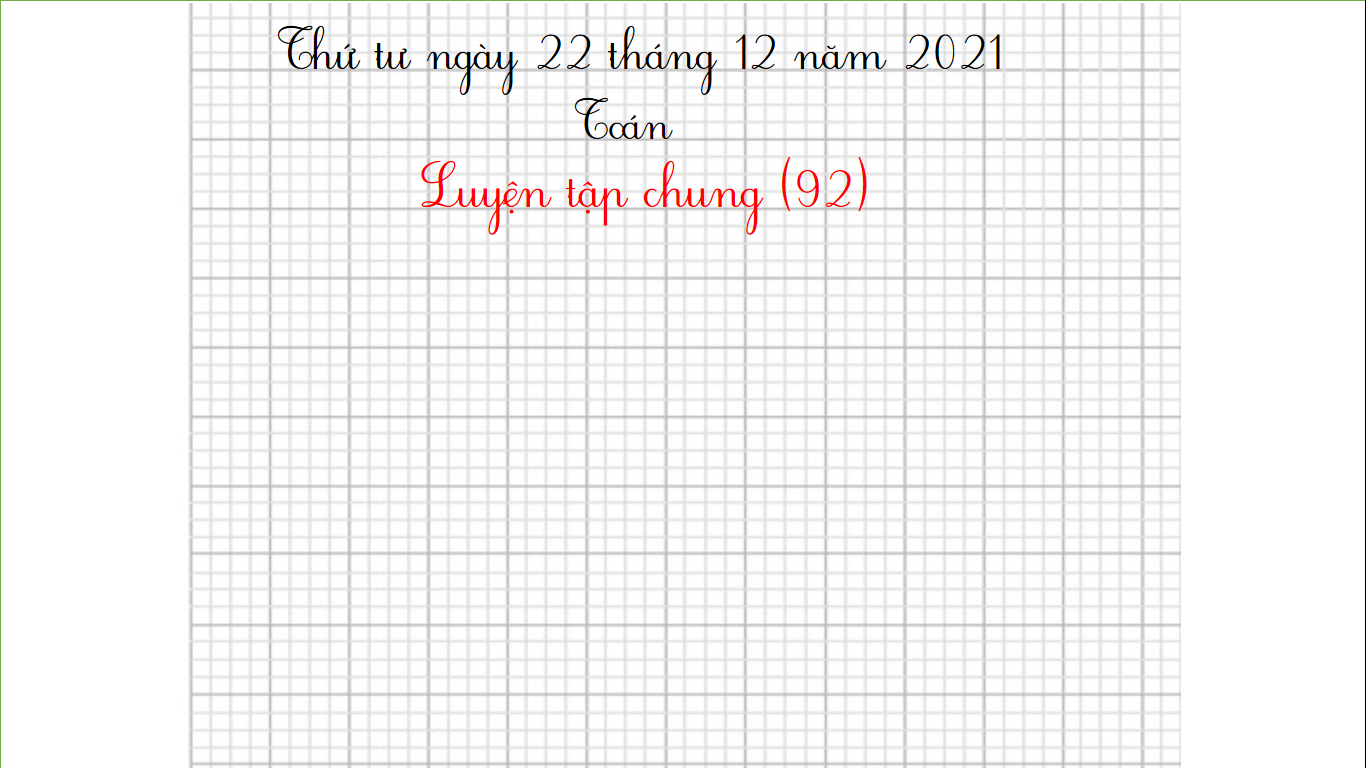 Thứ tư ngày 22 tháng 12 năm 2021
Toán
Luyện tập chung (92)